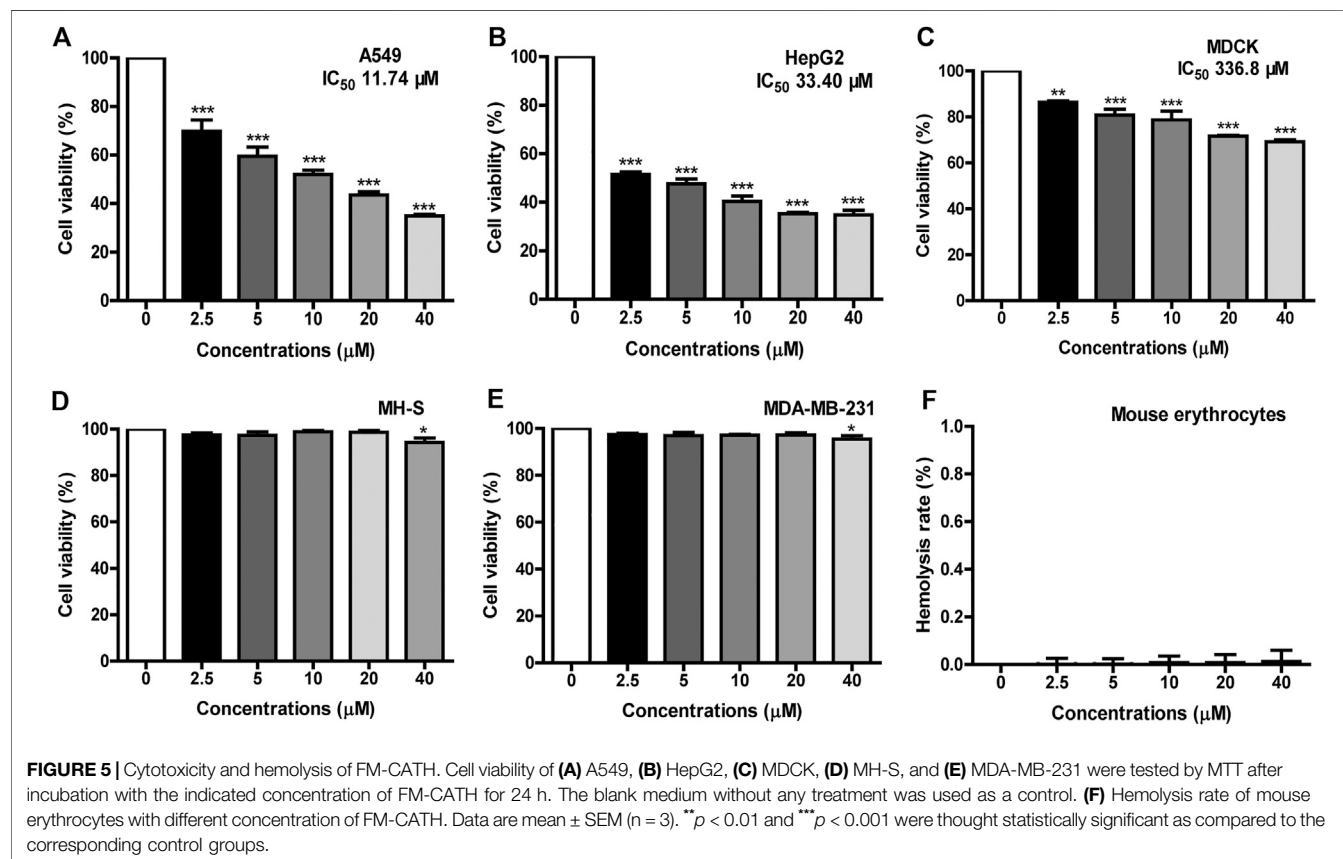 A
A549
IC50 11.74 µM
Cell viability (%)
100
80
60
40
20
0
***
***
***
***
***
0 2.5 5 10 20 40
Concentrations (µM)
B
HepG2
IC50 33.40 µM
Cell viability (%)
100
80
60
40
20
0
***
***
***
***
***
0 2.5 5 10 20 40
Concentrations (µM)
C
MDCK
IC50 336.8 µM
Cell viability (%)
100
80
60
40
20
0
**
***
***
***
***
0 2.5 5 10 20 40
Concentrations (µM)
D
MH-S
Cell viability (%)
100
80
60
40
20
0
*
0 2.5 5 10 20 40
Concentrations (µM)
E
MDA-MB-231
Cell viability (%)
100
80
60
40
20
0
*
0 2.5 5 10 20 40
Concentrations (µM)
F
Mouse erythrocytes
Hemolysis rate (%)
1.0
0.8
0.6
0.4
0.2
0.0
0 2.5 5 10 20 40
Concentrations (µM)
FIGURE 5 | Cytotoxicity and hemolysis of FM-CATH. Cell viability of (A) A549, (B) HepG2, (C) MDCK, (D) MH-S, and (E) MDA-MB-231 were tested by MTT after
incubation with the indicated concentration of FM-CATH for 24 h. The blank medium without any treatment was used as a control. (F) Hemolysis rate of mouse
erythrocytes with different concentration of FM-CATH. Data are mean ± SEM (n = 3). **p < 0.01 and ***p < 0.001 were thought statistically significant as compared to the
corresponding control groups.